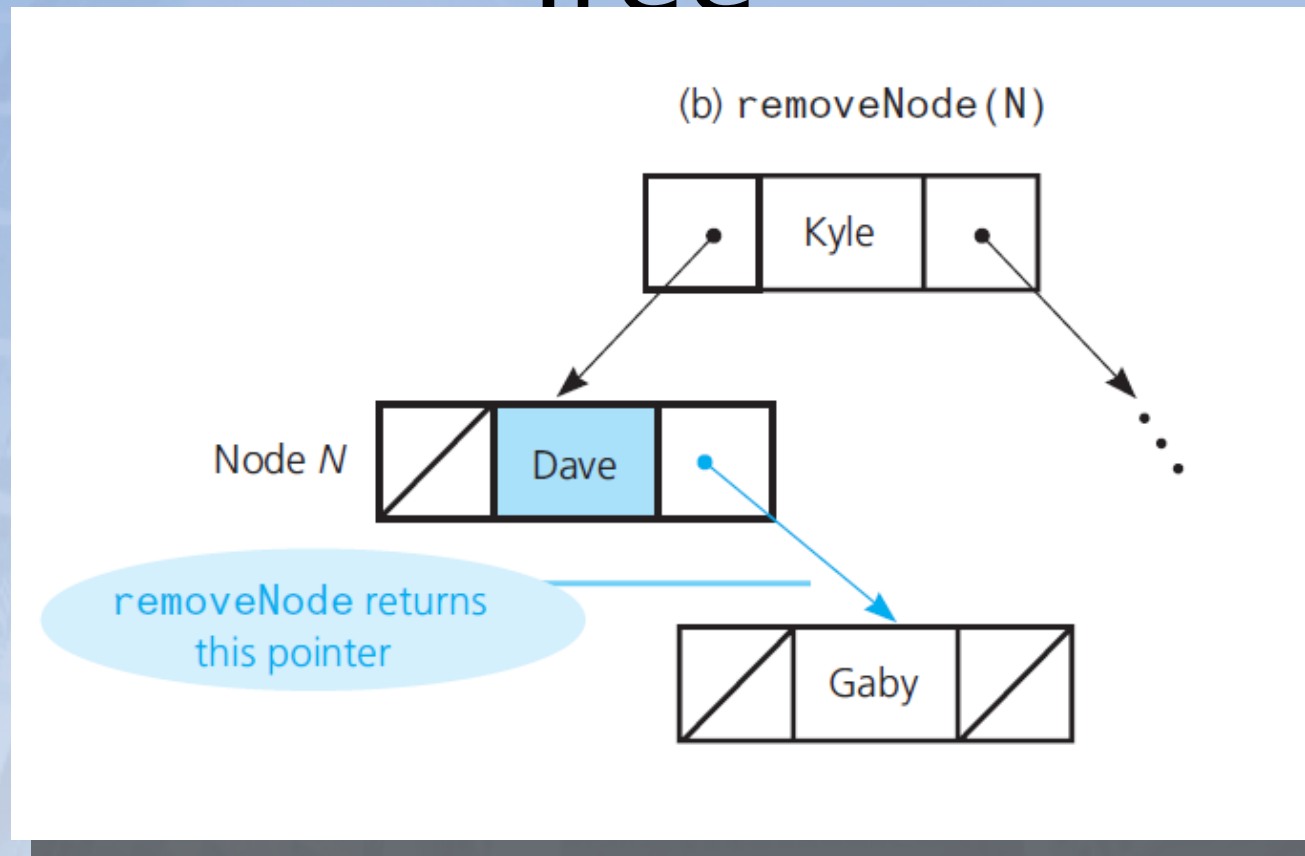 (b) removeNode(N)
Kyle
Node N
Dave
removeNode returns
this pointer
Gaby